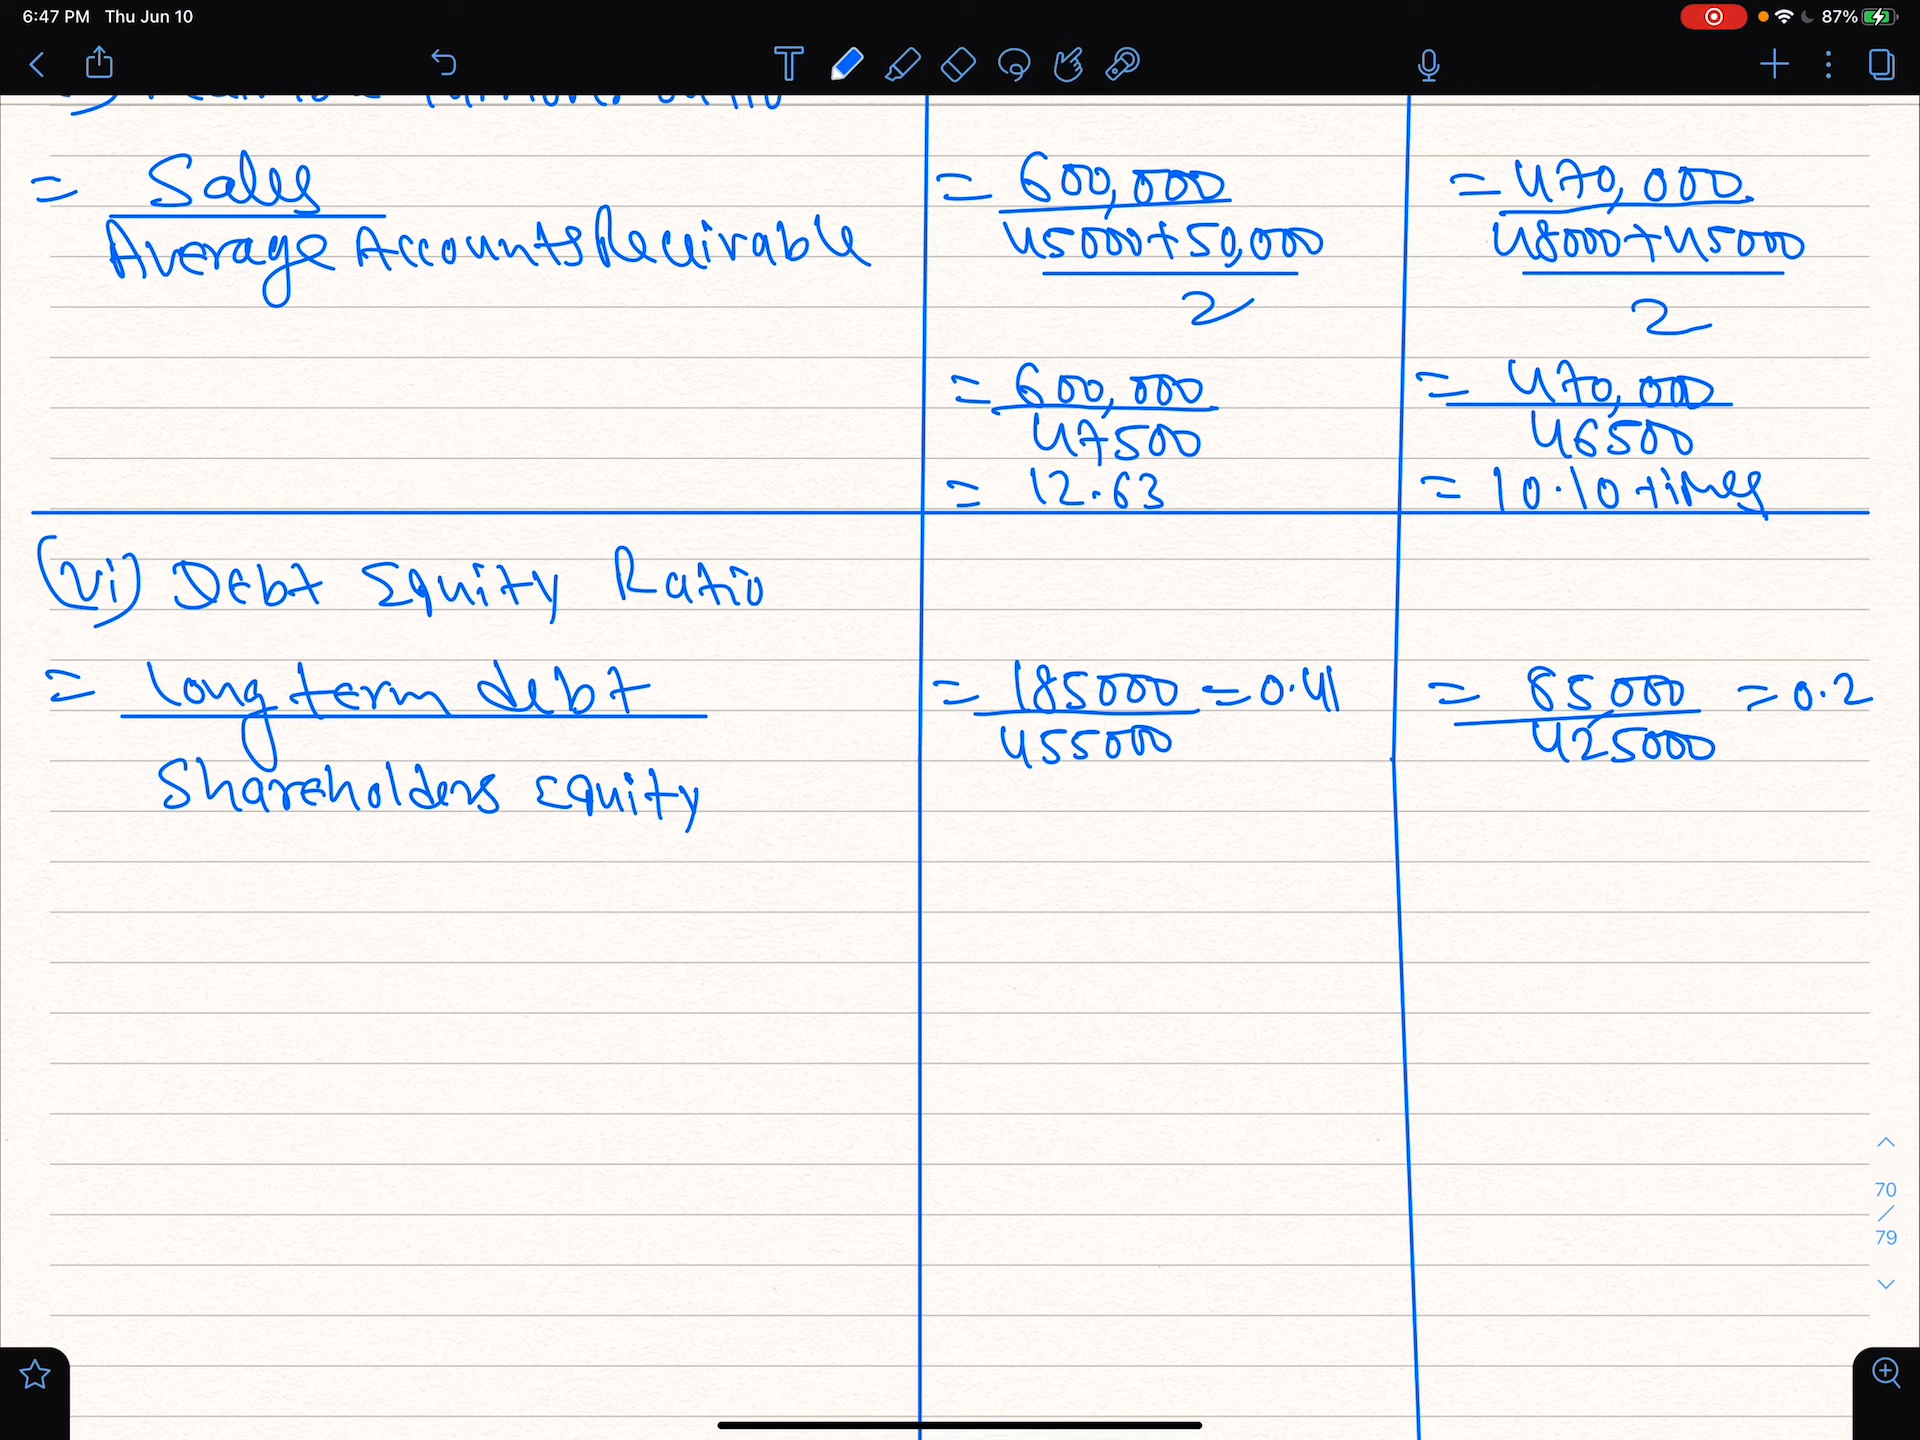 6:47 PM Thu Jun 10
87%
= Sales = 600,000 = 470,000
Average Accounts Receivable 45000+50,000 48000+45000
2 2
= 600,000 = 470,000
47500 46500
= 12.63 = 10.10 times
(vi) Debt Equity Ratio
= Long term debt = 185000 = 0.41 = 85000 = 0.2
Shareholders equity 455000 425000
70
/
79